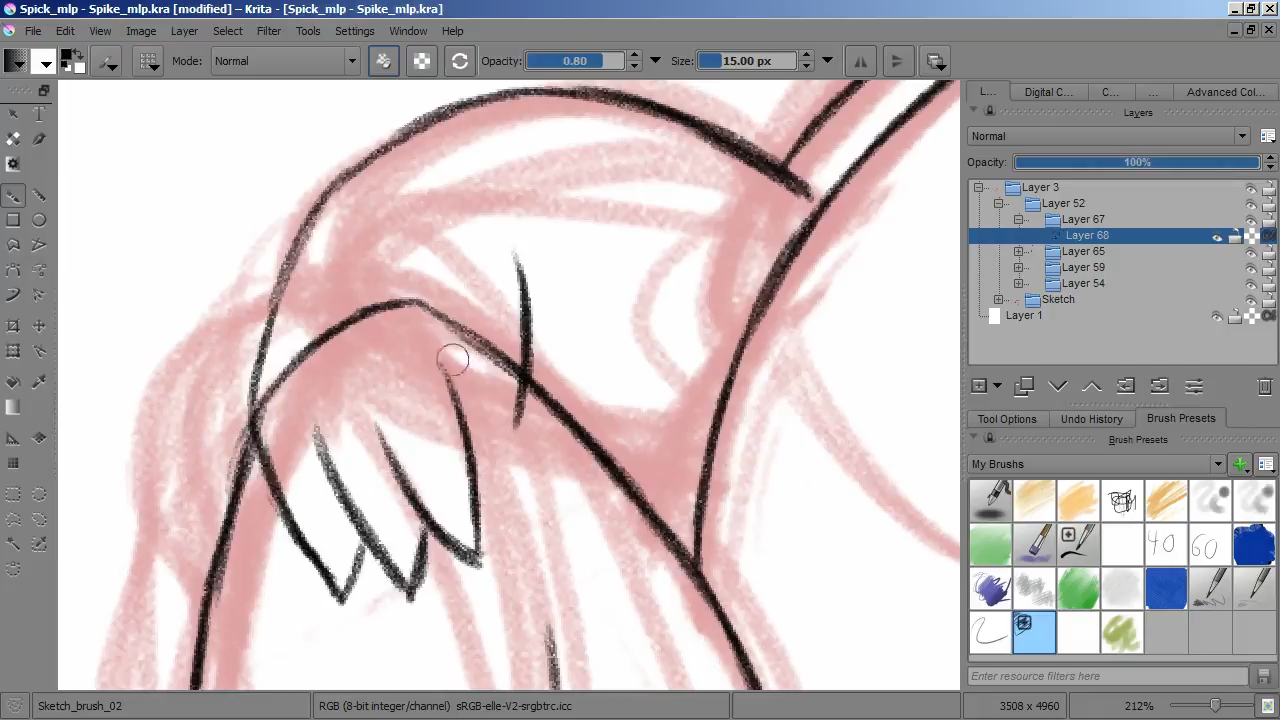 Spick_mlp - Spike_mlp.kra [modified] – Krita - [Spick_mlp - Spike_mlp.kra]
File Edit View Image Layer Select Filter Tools Settings Window Help
Mode: Normal Opacity: 0.80 Size: 15.00 px
L... Digital C... C... ... Advanced Col...
Layers
Normal
Opacity: 100%
Layer 3
Layer 52
Layer 67
Layer 68
Layer 65
Layer 59
Layer 54
Sketch
Layer 1
Tool Options Undo History Brush Presets
Brush Presets
My Brushes
40 60
Enter resource filters here
Sketch_brush_02 RGB (8-bit integer/channel) sRGB-elle-V2-srgbtrc.icc 3508 x 4960 212%